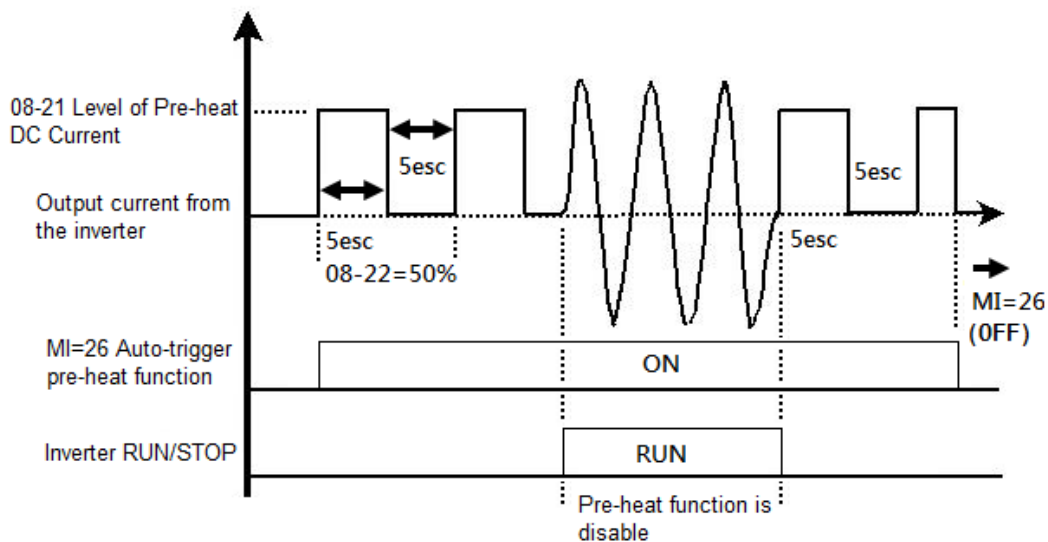 08-21 Level of Pre-heat
DC Current
5esc
5esc
Output current from
the inverter
5esc
5esc
08-22=50%
MI=26
(0FF)
MI=26 Auto-trigger
pre-heat function
ON
Inverter RUN/STOP
RUN
Pre-heat function is
disable